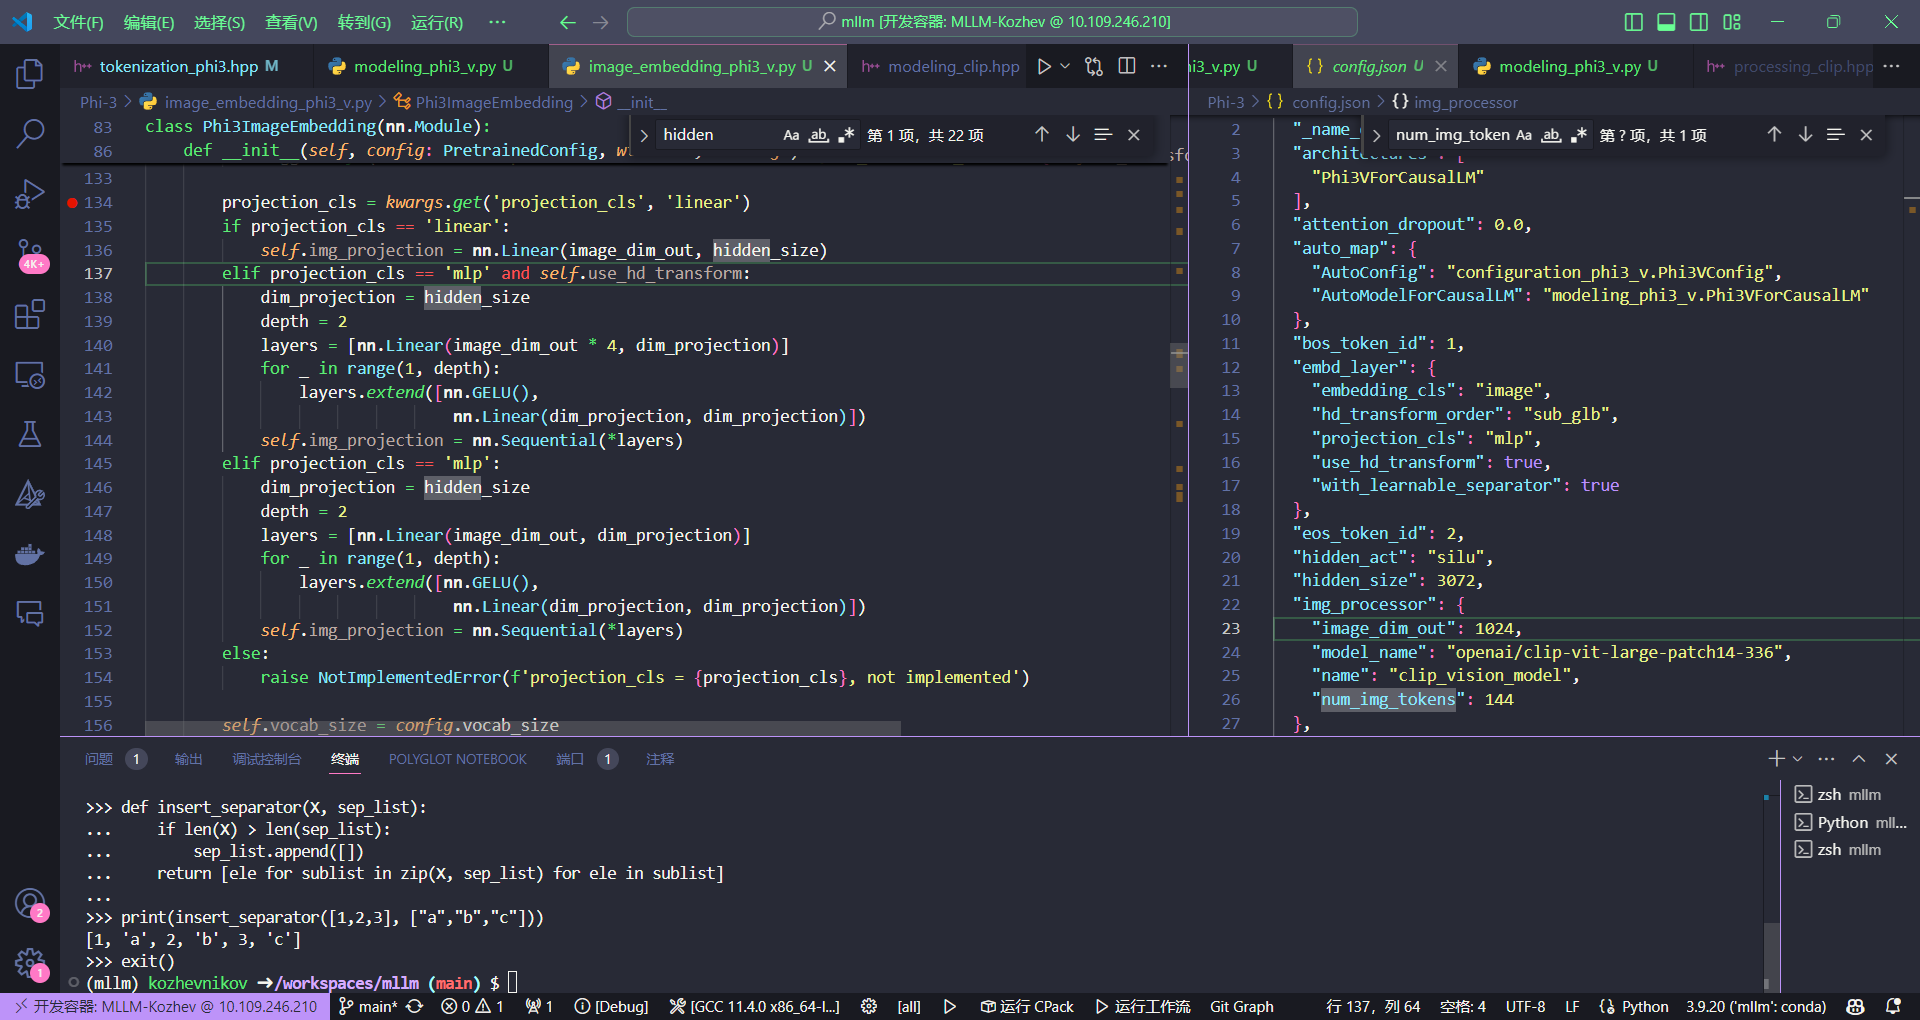 文件(F) 编辑(E) 选择(S) 查看(V) 转到(G) 运行(R) ··· mllm [开发容器: MLLM-Kozhev @ 10.109.246.210]
tokenization_phi3.hpp M modeling_phi3_v.py U image_embedding_phi3_v.py U modeling_clip.hpp
Phi-3 > image_embedding_phi3_v.py > Phi3ImageEmbedding > __init__
hidden Aa ab .* 第 1 项, 共 22 项
83 class Phi3ImageEmbedding(nn.Module):
86 def __init__(self, config: PretrainedConfig,
133
134 projection_cls = kwargs.get('projection_cls', 'linear')
135 if projection_cls == 'linear':
136 self.img_projection = nn.Linear(image_dim_out, hidden_size)
137 elif projection_cls == 'mlp' and self.use_hd_transform:
138 dim_projection = hidden_size
139 depth = 2
140 layers = [nn.Linear(image_dim_out * 4, dim_projection)]
141 for _ in range(1, depth):
142 layers.extend([nn.GELU(),
143 nn.Linear(dim_projection, dim_projection)])
144 self.img_projection = nn.Sequential(*layers)
145 elif projection_cls == 'mlp':
146 dim_projection = hidden_size
147 depth = 2
148 layers = [nn.Linear(image_dim_out, dim_projection)]
149 for _ in range(1, depth):
150 layers.extend([nn.GELU(),
151 nn.Linear(dim_projection, dim_projection)])
152 self.img_projection = nn.Sequential(*layers)
153 else:
154 raise NotImplementedError(f'projection_cls = {projection_cls}, not implemented')
155
156 self.vocab_size = config.vocab_size
i3_v.py U config.json U modeling_phi3_v.py U processing_clip.hpp
Phi-3 > config.json > img_processor
num_img_token Aa ab .* 第 ? 项, 共 1 项
2 "_name_
3 "architectures": [
4 "Phi3VForCausalLM"
5 ],
6 "attention_dropout": 0.0,
7 "auto_map": {
8 "AutoConfig": "configuration_phi3_v.Phi3VConfig",
9 "AutoModelForCausalLM": "modeling_phi3_v.Phi3VForCausalLM"
10 },
11 "bos_token_id": 1,
12 "embd_layer": {
13 "embedding_cls": "image",
14 "hd_transform_order": "sub_glb",
15 "projection_cls": "mlp",
16 "use_hd_transform": true,
17 "with_learnable_separator": true
18 },
19 "eos_token_id": 2,
20 "hidden_act": "silu",
21 "hidden_size": 3072,
22 "img_processor": {
23 "image_dim_out": 1024,
24 "model_name": "openai/clip-vit-large-patch14-336",
25 "name": "clip_vision_model",
26 "num_img_tokens": 144
27 },
4K+
2
1
问题 1 输出 调试控制台 终端 POLYGLOT NOTEBOOK 端口 1 注释
>>> def insert_separator(X, sep_list):
... if len(X) > len(sep_list):
... sep_list.append([])
... return [ele for sublist in zip(X, sep_list) for ele in sublist]
...
>>> print(insert_separator([1,2,3], ["a","b","c"]))
[1, 'a', 2, 'b', 3, 'c']
>>> exit()
(mllm) kozhevnikov ➜/workspaces/mllm (main) $
zsh mllm
Python mll...
zsh mllm
开发容器: MLLM-Kozhev @ 10.109.246.210 main* 0 1 1 [Debug] [GCC 11.4.0 x86_64-l...] [all] 运行 CPack 运行工作流 Git Graph 行 137, 列 64 空格: 4 UTF-8 LF Python 3.9.20 ('mllm': conda)